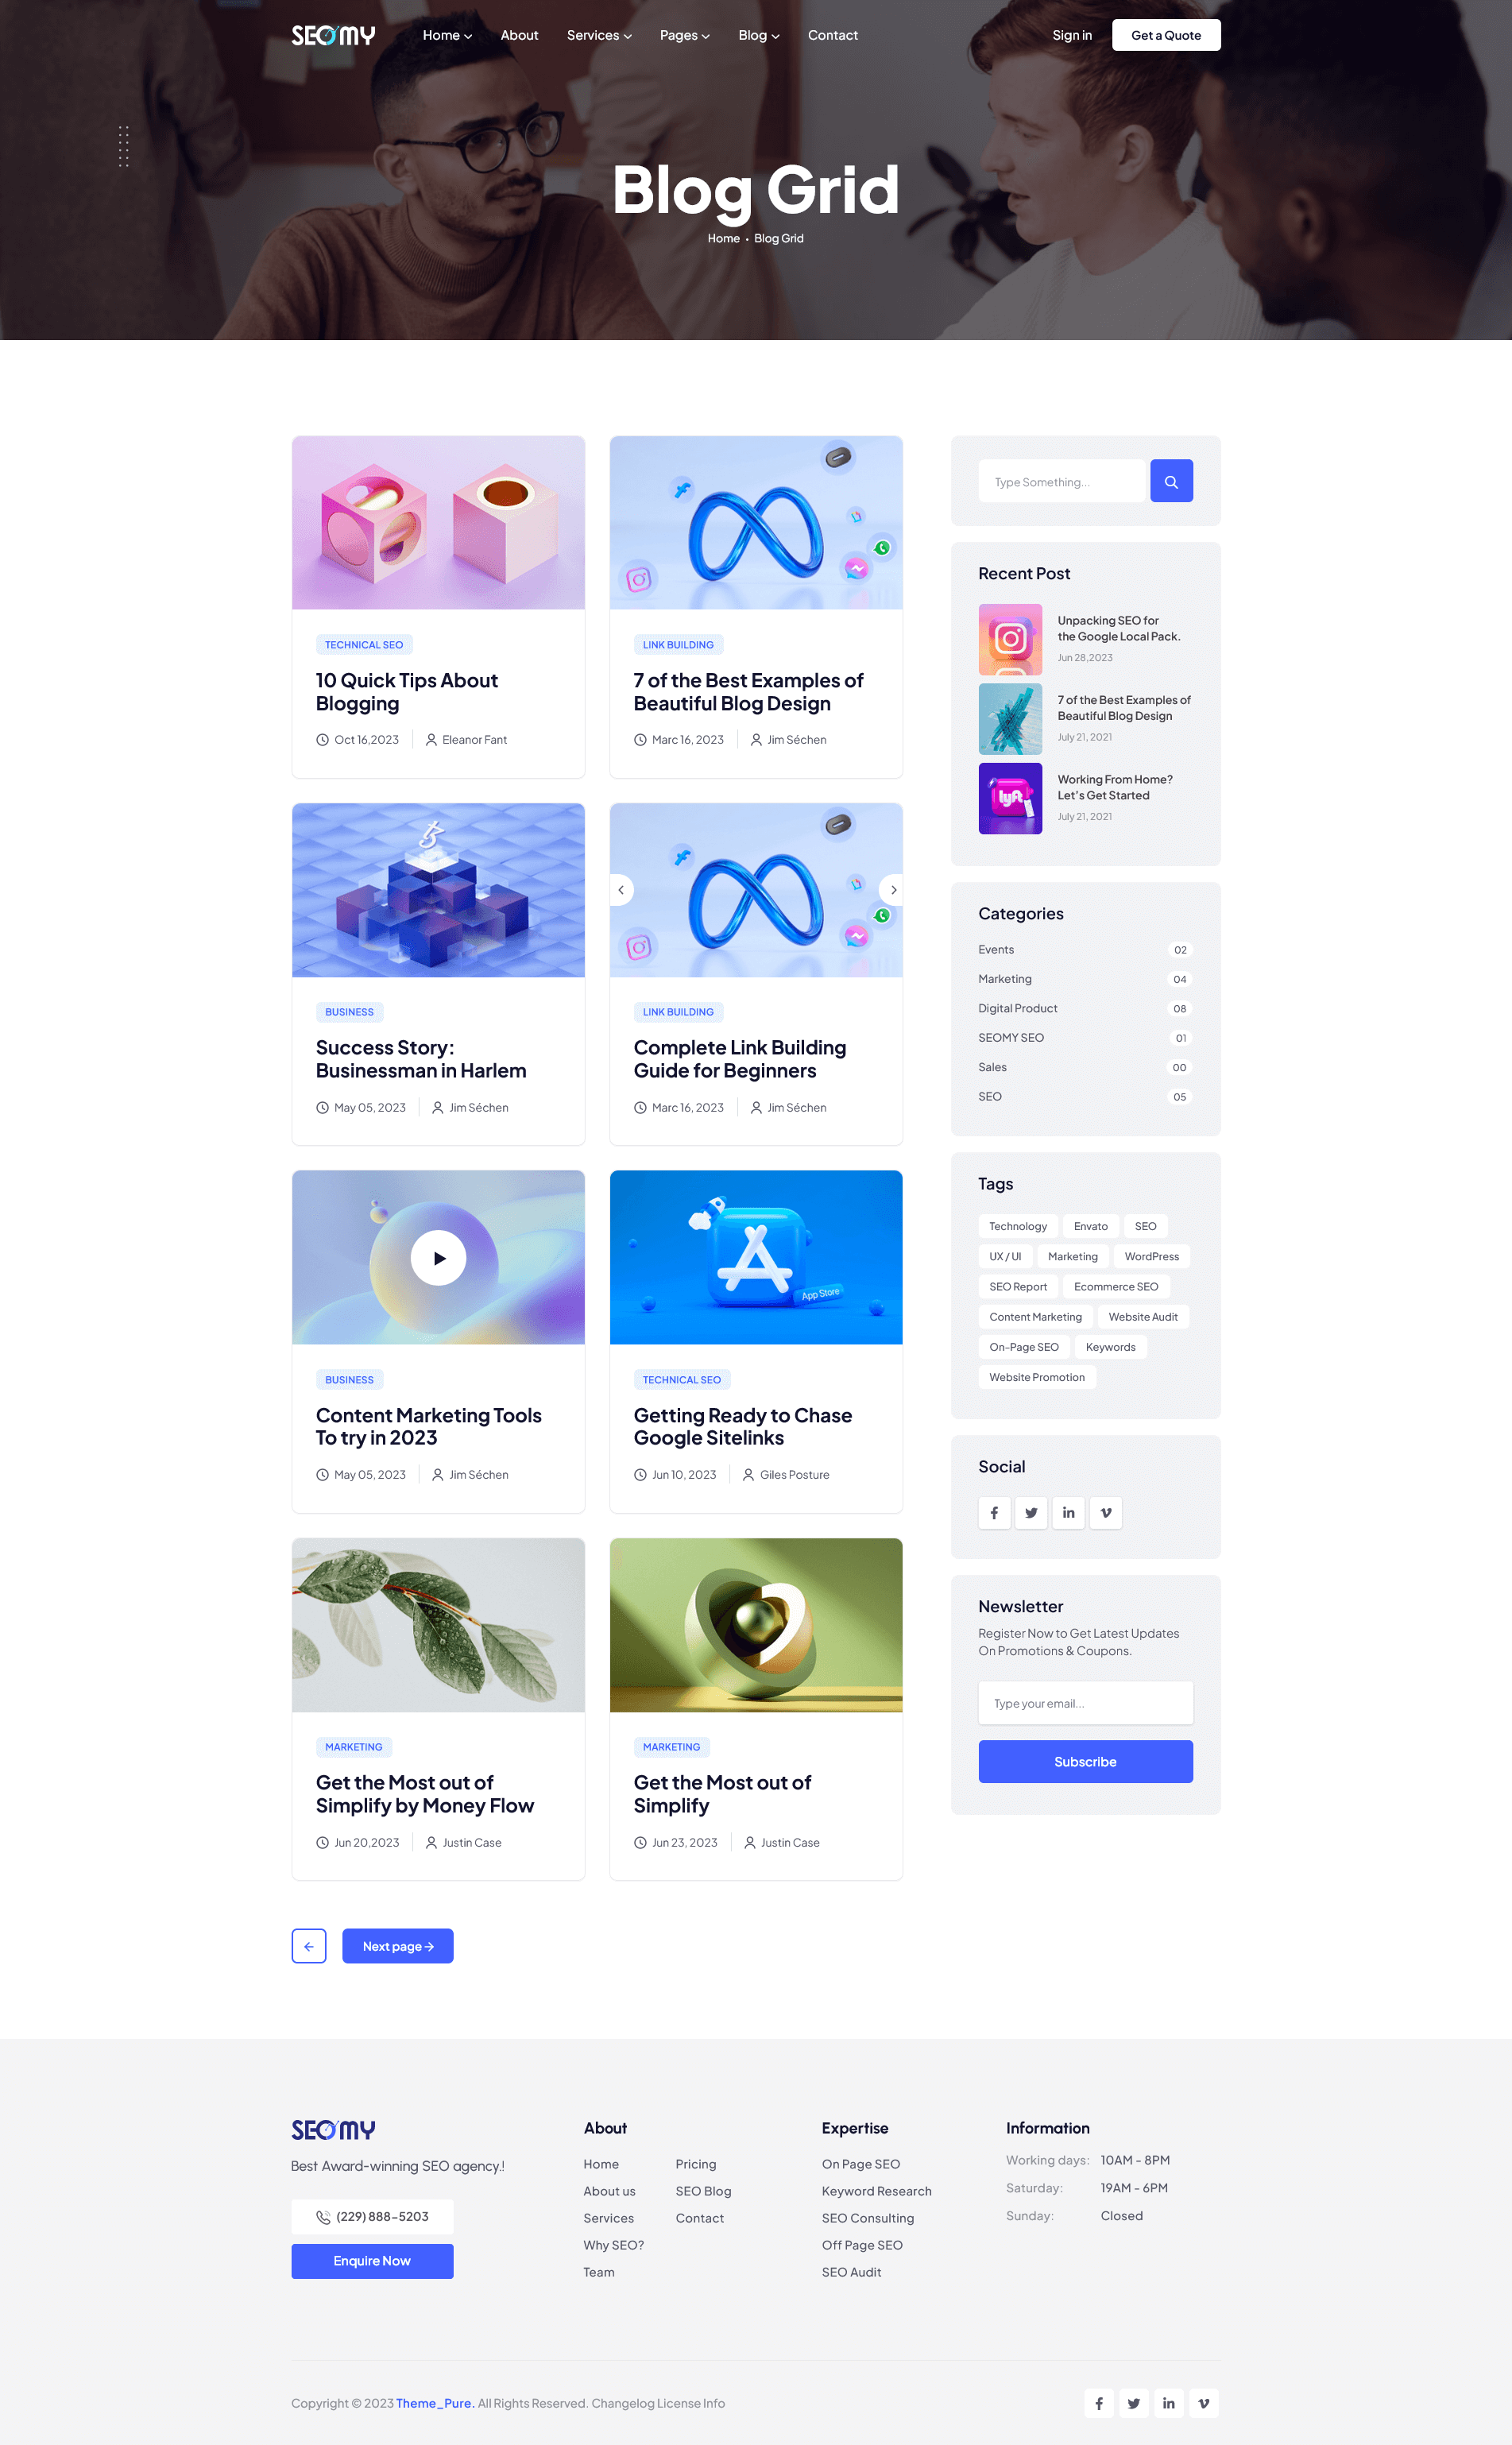 SEOMY
Home
About
Services
Pages
Blog
Contact
Sign in
Get a Quote
Blog Grid
Home • Blog Grid
TECHNICAL SEO
10 Quick Tips About
Blogging
Oct 16,2023
Eleanor Fant
LINK BUILDING
7 of the Best Examples of
Beautiful Blog Design
Marc 16, 2023
Jim Séchen
BUSINESS
Success Story:
Businessman in Harlem
May 05, 2023
Jim Séchen
LINK BUILDING
Complete Link Building
Guide for Beginners
Marc 16, 2023
Jim Séchen
BUSINESS
Content Marketing Tools
To try in 2023
May 05, 2023
Jim Séchen
App Store
TECHNICAL SEO
Getting Ready to Chase
Google Sitelinks
Jun 10, 2023
Giles Posture
MARKETING
Get the Most out of
Simplify by Money Flow
Jun 20,2023
Justin Case
MARKETING
Get the Most out of
Simplify
Jun 23, 2023
Justin Case
Next page
Type Something...
Recent Post
Unpacking SEO for
the Google Local Pack.
Jun 28,2023
7 of the Best Examples of
Beautiful Blog Design
July 21, 2021
lyft
Working From Home?
Let's Get Started
July 21, 2021
Categories
Events 02
Marketing 04
Digital Product 08
SEOMY SEO 01
Sales 00
SEO 05
Tags
Technology Envato SEO
UX / UI Marketing WordPress
SEO Report Ecommerce SEO
Content Marketing Website Audit
On-Page SEO Keywords
Website Promotion
Social
Newsletter
Register Now to Get Latest Updates
On Promotions & Coupons.
Type your email...
Subscribe
SEOMY
Best Award-winning SEO agency.!
(229) 888-5203
Enquire Now
About
Home
About us
Services
Why SEO?
Team
Pricing
SEO Blog
Contact
Expertise
On Page SEO
Keyword Research
SEO Consulting
Off Page SEO
SEO Audit
Information
Working days: 10AM - 8PM
Saturday: 19AM - 6PM
Sunday: Closed
Copyright © 2023 Theme_Pure. All Rights Reserved. Changelog License Info